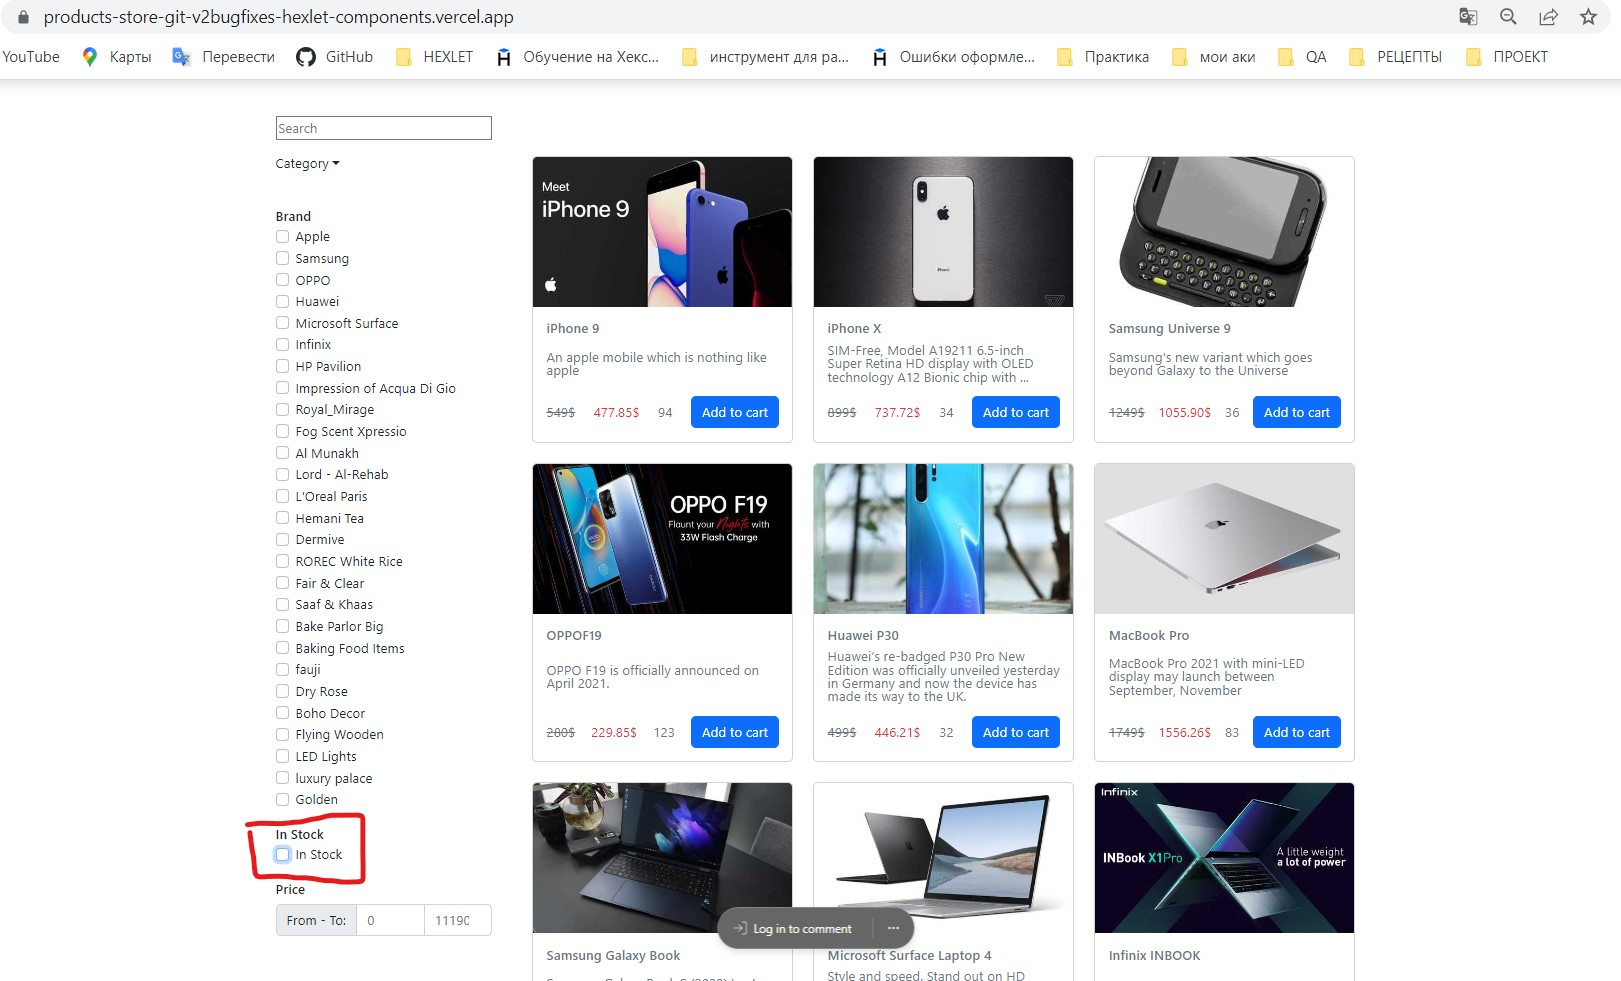 products-store-git-v2bugfixes-hexlet-components.vercel.app
YouTube Карты Перевести GitHub HEXLET Обучение на Хекс... инструмент для ра... Ошибки оформле... Практика мои аки QA РЕЦЕПТЫ ПРОЕКТ
Search
Category
Brand
Apple
Samsung
OPPO
Huawei
Microsoft Surface
Infinix
HP Pavilion
Impression of Acqua Di Gio
Royal_Mirage
Fog Scent Xpressio
Al Munakh
Lord - Al-Rehab
L'Oreal Paris
Hemani Tea
Dermive
ROREC White Rice
Fair & Clear
Saaf & Khaas
Bake Parlor Big
Baking Food Items
fauji
Dry Rose
Boho Decor
Flying Wooden
LED Lights
luxury palace
Golden
In Stock
In Stock
Price
From - To: 0 1119
Meet
iPhone 9
iPhone 9
An apple mobile which is nothing like
apple
549$ 477.85$ 94 Add to cart
iPhone
iPhone X
SIM-Free, Model A19211 6.5-inch
Super Retina HD display with OLED
technology A12 Bionic chip with ...
899$ 737.72$ 34 Add to cart
Samsung Universe 9
Samsung's new variant which goes
beyond Galaxy to the Universe
1249$ 1055.90$ 36 Add to cart
OPPO F19
Flaunt your Nights with
33W Flash Charge
OPPOF19
OPPO F19 is officially announced on
April 2021.
280$ 229.85$ 123 Add to cart
Huawei P30
Huawei's re-badged P30 Pro New
Edition was officially unveiled yesterday
in Germany and now the device has
made its way to the UK.
499$ 446.21$ 32 Add to cart
MacBook Pro
MacBook Pro 2021 with mini-LED
display may launch between
September, November
1749$ 1556.26$ 83 Add to cart
Samsung Galaxy Book
Microsoft Surface Laptop 4
Style and speed. Stand out on HD
Infinix
INBook X1Pro
A little weight
a lot of power
Infinix INBOOK
Log in to comment ...